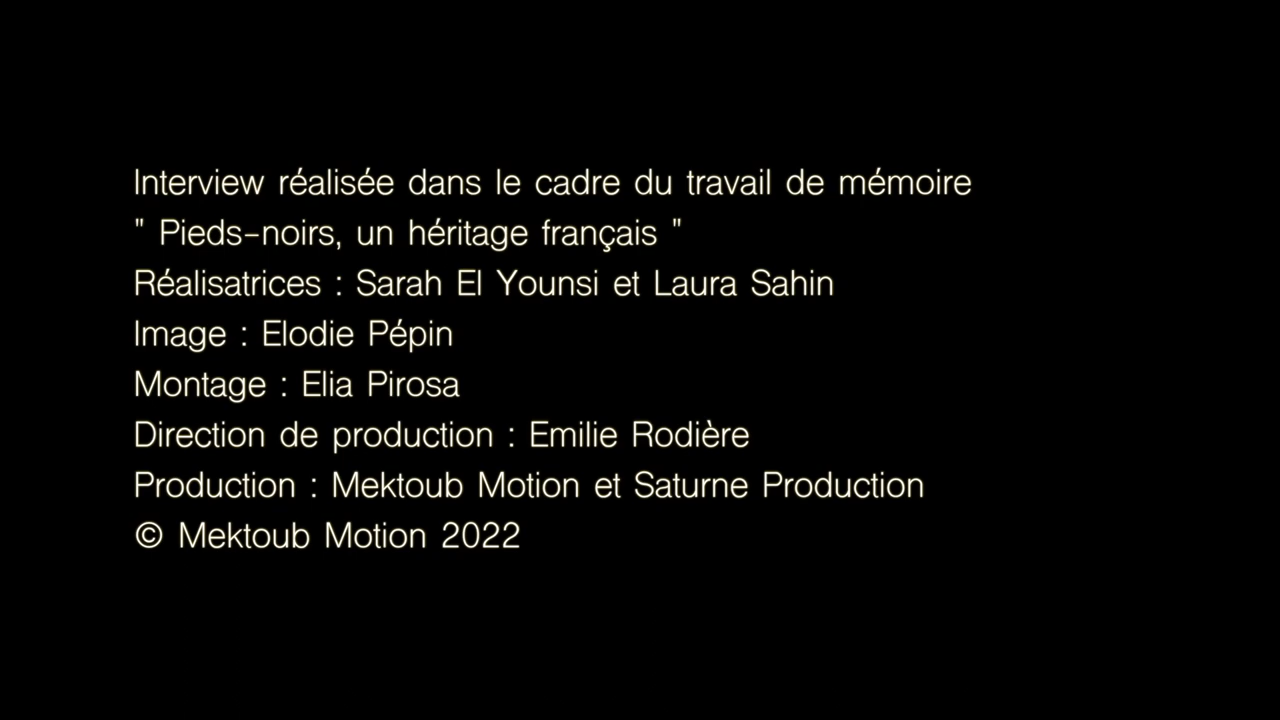 Interview réalisée dans le cadre du travail de mémoire
" Pieds-noirs, un héritage français "
Réalisatrices : Sarah El Younsi et Laura Sahin
Image : Elodie Pépin
Montage : Elia Pirosa
Direction de production : Emilie Rodière
Production : Mektoub Motion et Saturne Production
© Mektoub Motion 2022